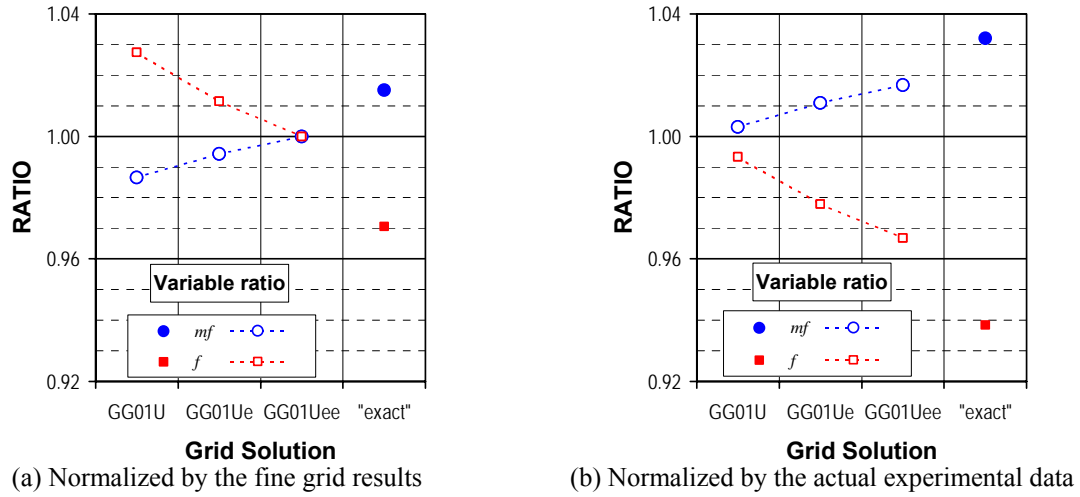 1.04
1.00
0.96
0.92
RATIO
Variable ratio
mf
f
GG01U GG01Ue GG01Uee "exact"
Grid Solution
(a) Normalized by the fine grid results
1.04
1.00
0.96
0.92
RATIO
Variable ratio
mf
f
GG01U GG01Ue GG01Uee "exact"
Grid Solution
(b) Normalized by the actual experimental data